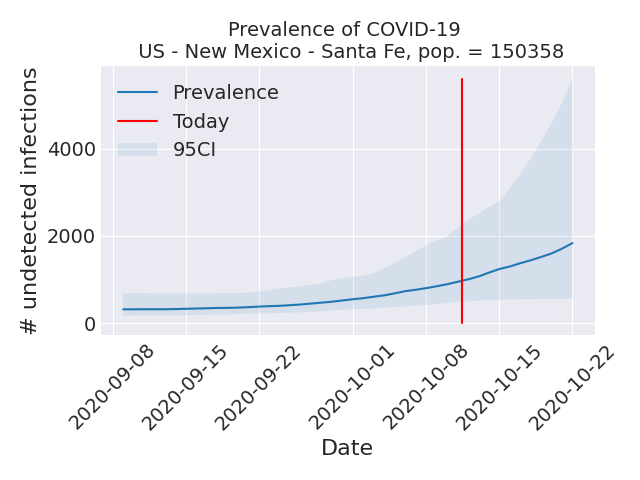 Prevalence of COVID-19
US - New Mexico - Santa Fe, pop. = 150358
# undetected infections
4000
2000
0
Prevalence
Today
95CI
2020-09-08
2020-09-15
2020-09-22
2020-10-01
2020-10-08
2020-10-15
2020-10-22
Date